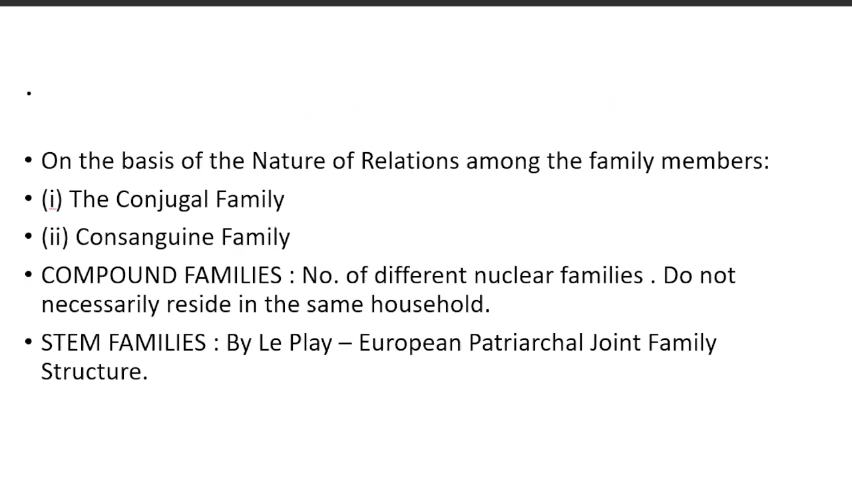 •
• On the basis of the Nature of Relations among the family members:
• (i) The Conjugal Family
• (ii) Consanguine Family
• COMPOUND FAMILIES : No. of different nuclear families . Do not
necessarily reside in the same household.
• STEM FAMILIES : By Le Play – European Patriarchal Joint Family
Structure.